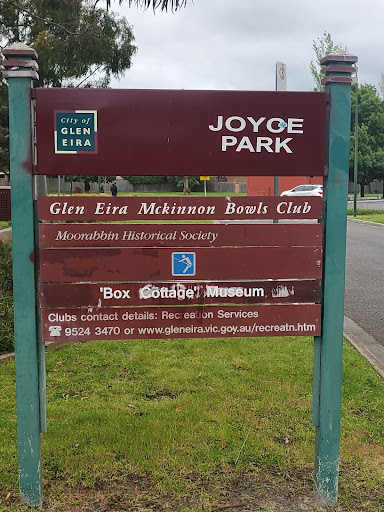 City of
GLEN
EIRA
JOYCE
PARK
Glen Eira Mckinnon Bowls Club
Moorabbin Historical Society
'Box Cottage' Museum
Clubs contact details: Recreation Services
☎ 9524 3470 or www.gleneira.vic.gov.au/recreatn.htm